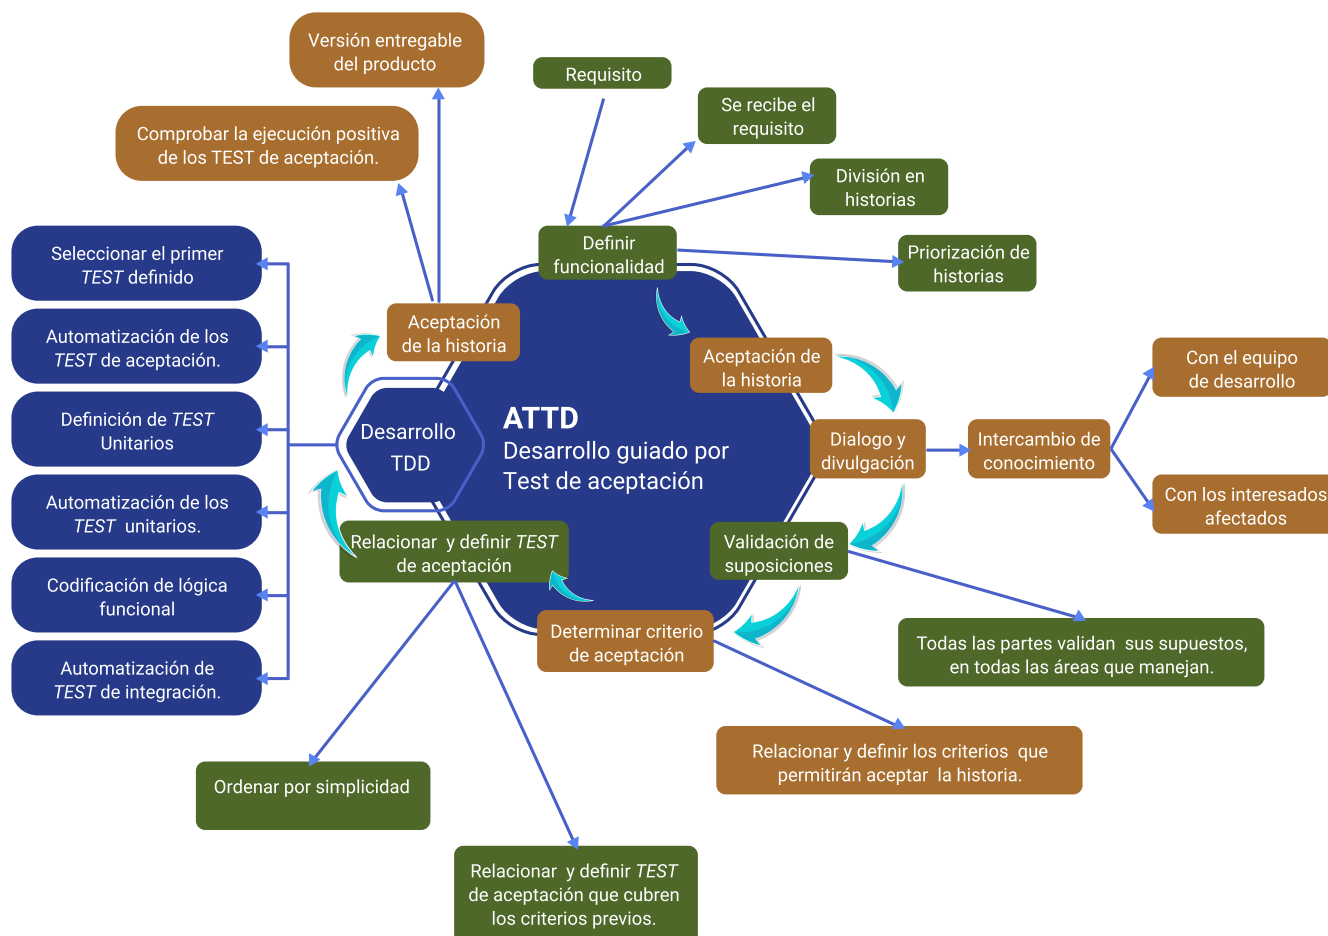 Versión entregable
del producto
Requisito
Se recibe el
requisito
Comprobar la ejecución positiva
de los TEST de aceptación.
División en
historias
Definir
funcionalidad
Priorización de
historias
Seleccionar el primer
TEST definido
Automatización de los
TEST de aceptación.
Definición de TEST
Unitarios
Automatización de los
TEST unitarios.
Codificación de lógica
funcional
Automatización de
TEST de integración.
Aceptación
de la historia
Desarrollo
TDD
ATTD
Desarrollo guiado por
Test de aceptación
Aceptación de
la historia
Dialogo y
divulgación
Intercambio de
conocimiento
Con el equipo
de desarrollo
Con los interesados
afectados
Validación de
suposiciones
Relacionar y definir TEST
de aceptación
Determinar criterio
de aceptación
Todas las partes validan sus supuestos,
en todas las áreas que manejan.
Relacionar y definir los criterios que
permitirán aceptar la historia.
Ordenar por simplicidad
Relacionar y definir TEST
de aceptación que cubren
los criterios previos.